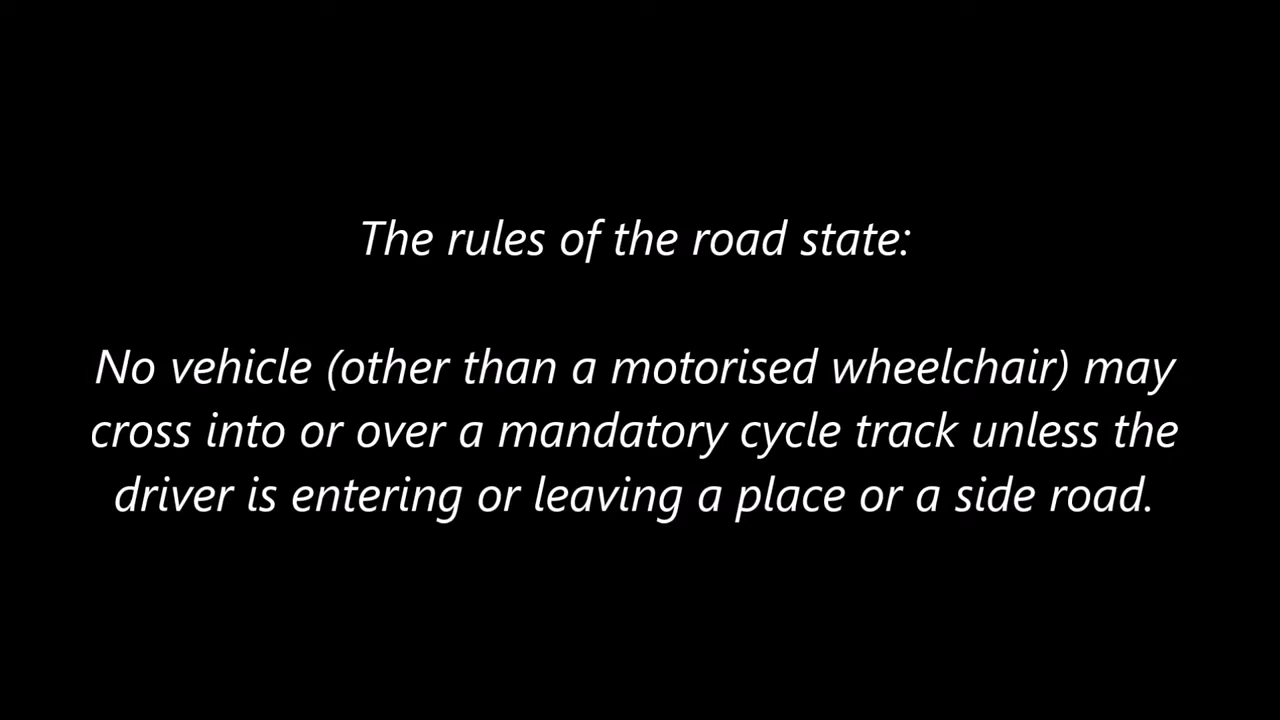 The rules of the road state:
No vehicle (other than a motorised wheelchair) may
cross into or over a mandatory cycle track unless the
driver is entering or leaving a place or a side road.